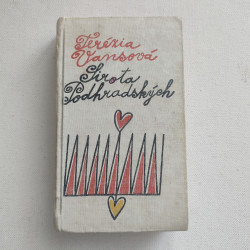 Terézia
Vansová
Sirota
Podhradských